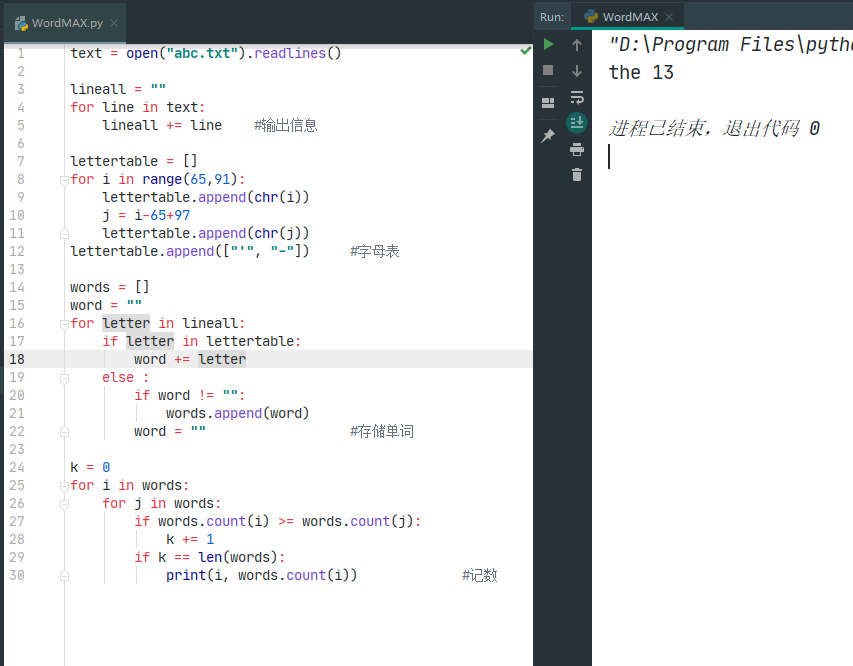 WordMAX.py
Run: WordMAX
1 text = open("abc.txt").readlines()
2
3 lineall = ""
4 for line in text:
5     lineall += line    #输出信息
6
7 lettertable = []
8 for i in range(65,91):
9     lettertable.append(chr(i))
10     j = i-65+97
11     lettertable.append(chr(j))
12 lettertable.append(["'", "-"])     #字母表
13
14 words = []
15 word = ""
16 for letter in lineall:
17     if letter in lettertable:
18         word += letter
19     else :
20         if word != "":
21             words.append(word)
22         word = ""                  #存储单词
23
24 k = 0
25 for i in words:
26     for j in words:
27         if words.count(i) >= words.count(j):
28             k += 1
29         if k == len(words):
30             print(i, words.count(i))             #记数
"D:\Program Files\pytho
the 13
进程已结束，退出代码 0